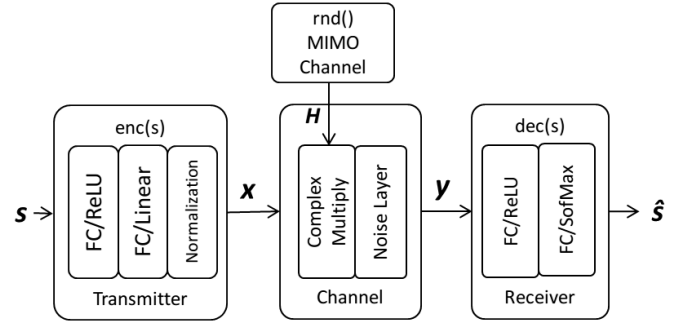 rnd()
MIMO
Channel
H
enc(s)
FC/ReLU
FC/Linear
Normalization
Transmitter
s
x
Complex
Multiply
Noise Layer
Channel
y
dec(s)
FC/ReLU
FC/SofMax
Receiver
ŝ